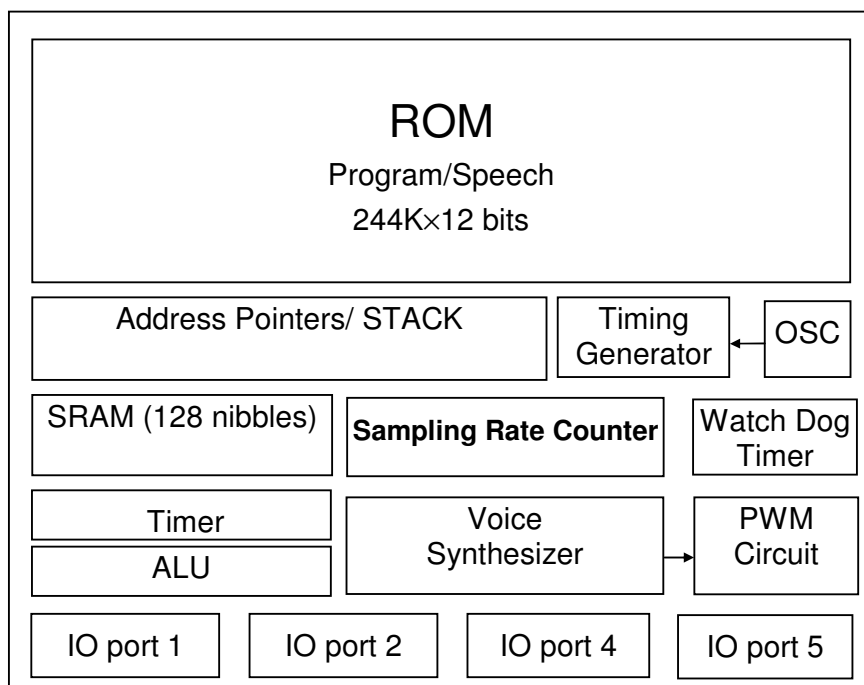 ROM
Program/Speech
244K×12 bits
Address Pointers/ STACK
Timing
Generator
OSC
SRAM (128 nibbles)
Sampling Rate Counter
Watch Dog
Timer
Timer
ALU
Voice
Synthesizer
PWM
Circuit
IO port 1
IO port 2
IO port 4
IO port 5